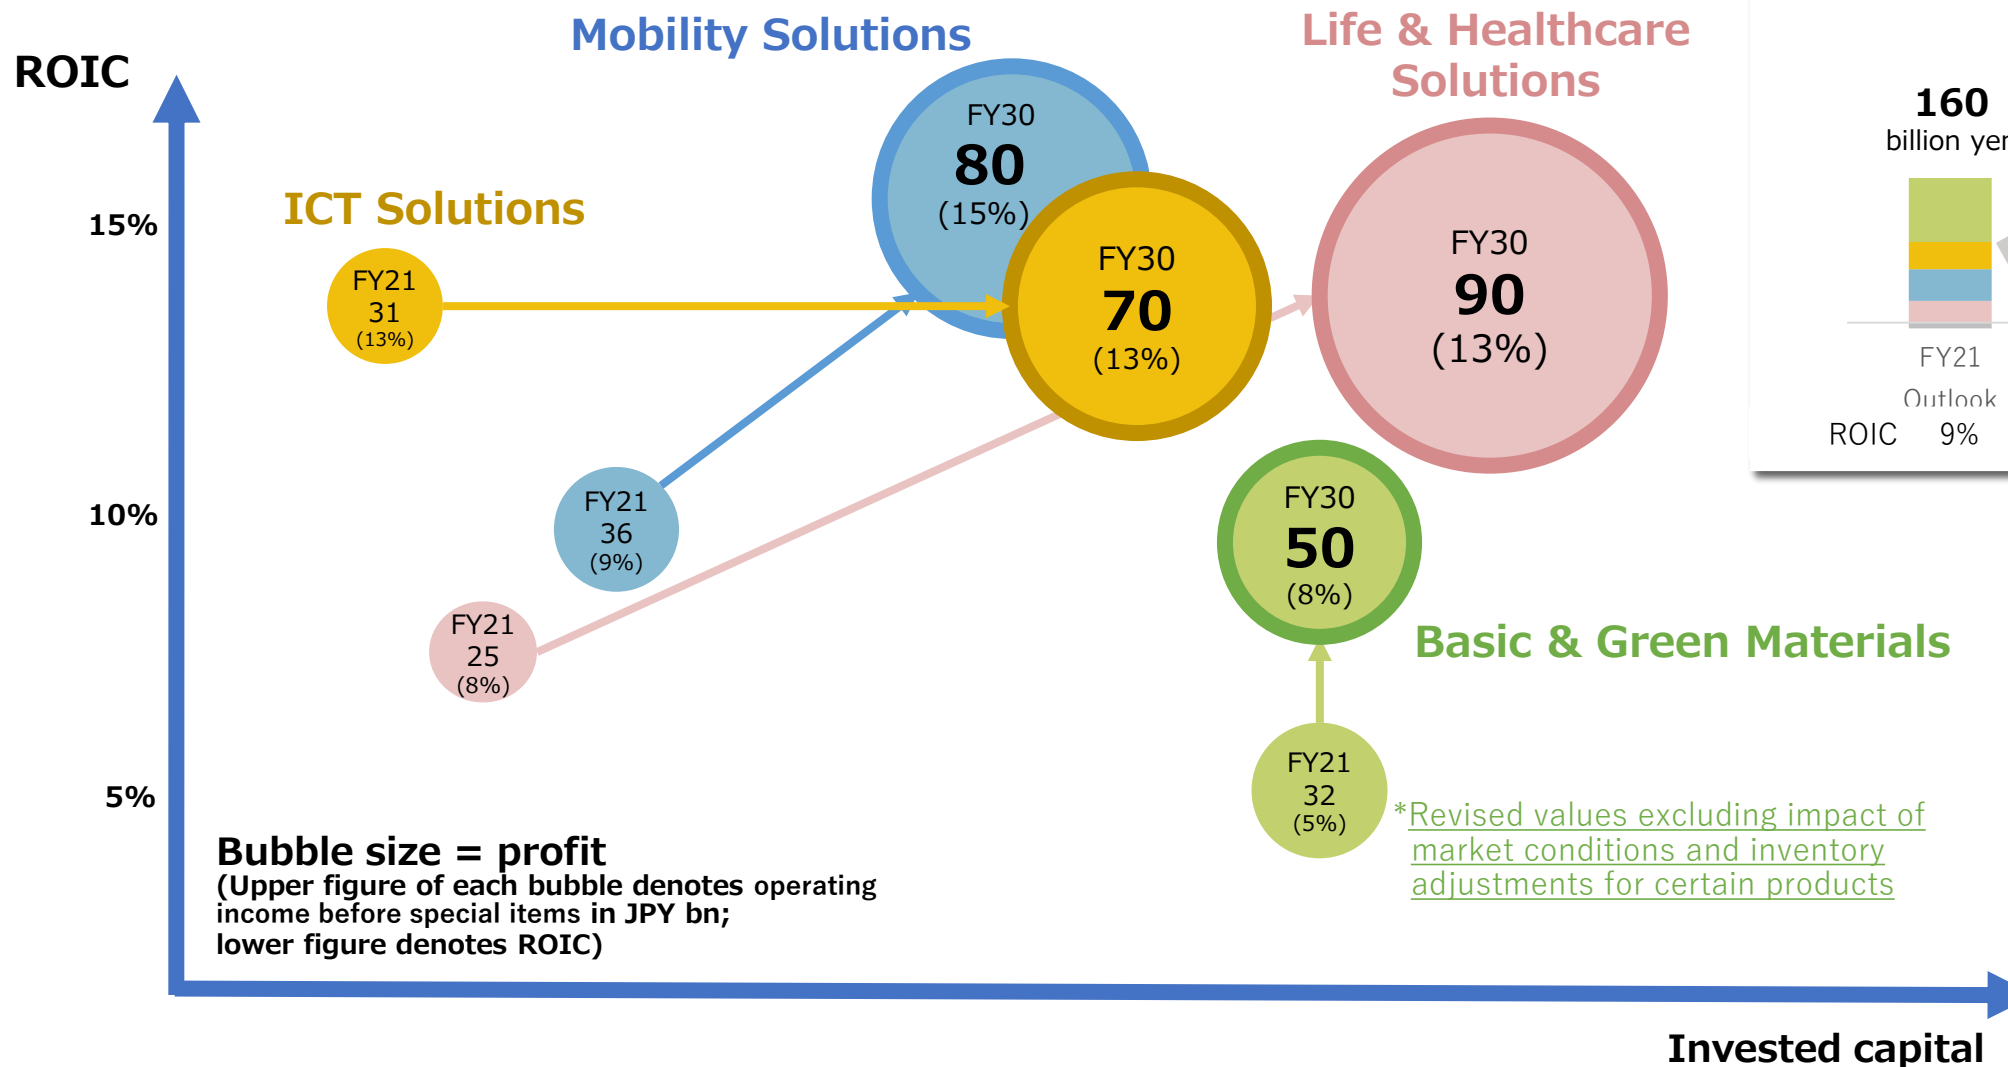 Mobility Solutions
Life & Healthcare
Solutions
ROIC
ICT Solutions
15%
10%
5%
FY30
80
(15%)
FY30
70
(13%)
FY30
90
(13%)
FY21
31
(13%)
FY21
36
(9%)
FY21
25
(8%)
FY30
50
(8%)
Basic & Green Materials
FY21
32
(5%)
*Revised values excluding impact of
market conditions and inventory
adjustments for certain products
Bubble size = profit
(Upper figure of each bubble denotes operating
income before special items in JPY bn;
lower figure denotes ROIC)
Invested capital
160
billion yen
FY21
Outlook
ROIC 9%